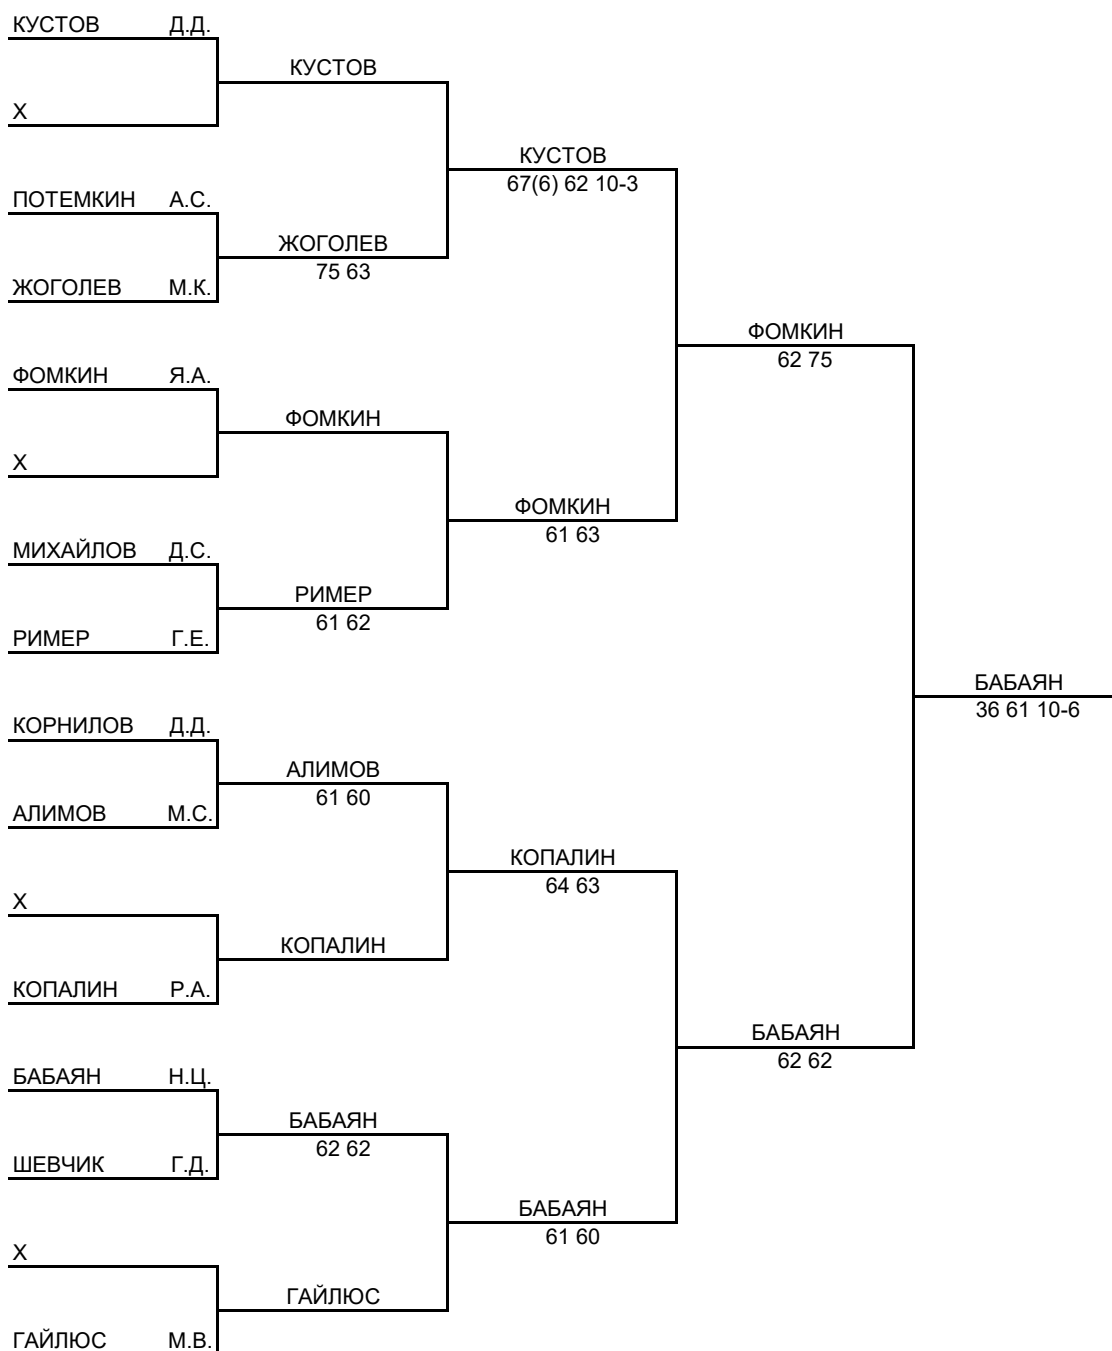 КУСТОВ Д.Д.
КУСТОВ
X
КУСТОВ
67(6) 62 10-3
ПОТЕМКИН А.С.
ЖОГОЛЕВ
75 63
ЖОГОЛЕВ М.К.
ФОМКИН
62 75
ФОМКИН Я.А.
ФОМКИН
X
ФОМКИН
61 63
МИХАЙЛОВ Д.С.
РИМЕР
61 62
РИМЕР Г.Е.
БАБАЯН
36 61 10-6
КОРНИЛОВ Д.Д.
АЛИМОВ
61 60
АЛИМОВ М.С.
КОПАЛИН
64 63
X
КОПАЛИН
КОПАЛИН Р.А.
БАБАЯН
62 62
БАБАЯН Н.Ц.
БАБАЯН
62 62
ШЕВЧИК Г.Д.
БАБАЯН
61 60
X
ГАЙЛЮС
ГАЙЛЮС М.В.